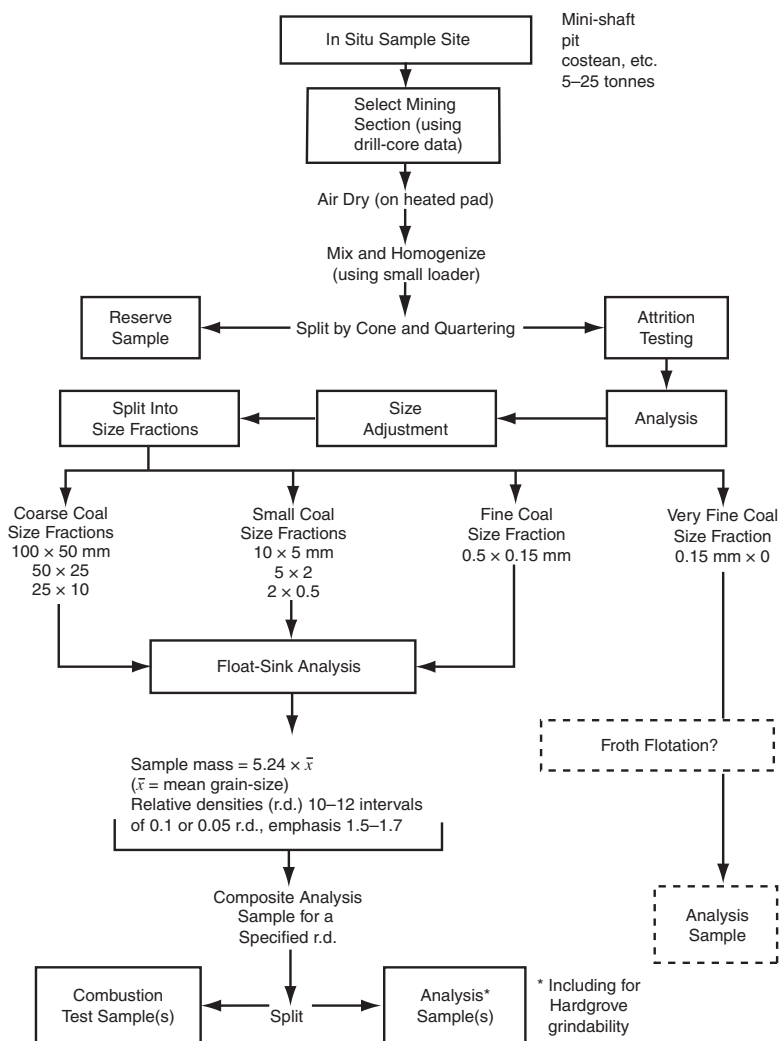 In Situ Sample Site
Mini-shaft
pit
costean, etc.
5–25 tonnes
Select Mining
Section (using
drill-core data)
Air Dry (on heated pad)
Mix and Homogenize
(using small loader)
Reserve
Sample
Split by Cone and Quartering
Attrition
Testing
Split Into
Size Fractions
Size
Adjustment
Analysis
Coarse Coal
Size Fractions
100 × 50 mm
50 × 25
25 × 10
Small Coal
Size Fractions
10 × 5 mm
5 × 2
2 × 0.5
Fine Coal
Size Fraction
0.5 × 0.15 mm
Very Fine Coal
Size Fraction
0.15 mm × 0
Float-Sink Analysis
Froth Flotation?
Sample mass = 5.24 × x̄
(x̄ = mean grain-size)
Relative densities (r.d.) 10–12 intervals
of 0.1 or 0.05 r.d., emphasis 1.5–1.7
Composite Analysis
Sample for a
Specified r.d.
Analysis
Sample
Combustion
Test Sample(s)
Split
Analysis*
Sample(s)
* Including for
Hardgrove
grindability